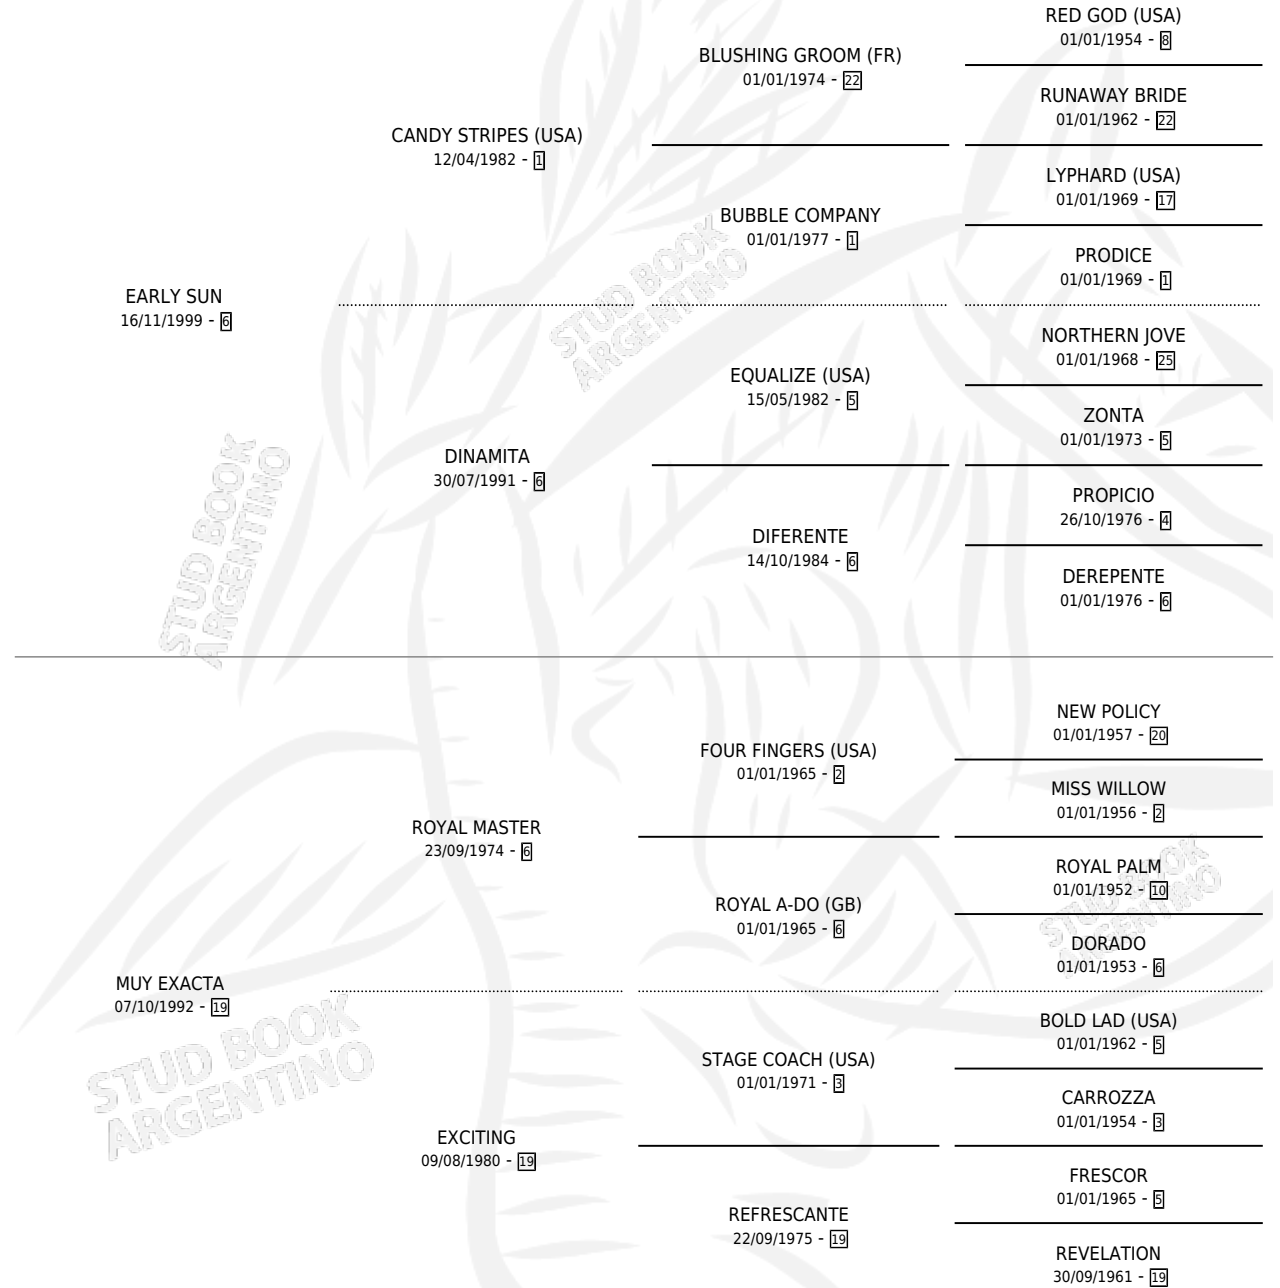 RED GOD (USA)
01/01/1954 - 8
BLUSHING GROOM (FR)
01/01/1974 - 22
RUNAWAY BRIDE
01/01/1962 - 22
CANDY STRIPES (USA)
12/04/1982 - 1
LYPHARD (USA)
01/01/1969 - 17
BUBBLE COMPANY
01/01/1977 - 1
PRODICE
01/01/1969 - 1
EARLY SUN
16/11/1999 - 6
STUD BOOK
ARGENTINO
NORTHERN JOVE
01/01/1968 - 25
EQUALIZE (USA)
15/05/1982 - 5
ZONTA
01/01/1973 - 5
DINAMITA
30/07/1991 - 6
PROPICIO
26/10/1976 - 4
DIFERENTE
14/10/1984 - 6
DEREPENTE
01/01/1976 - 6
STUD BOOK
ARGENTINO
NEW POLICY
01/01/1957 - 20
FOUR FINGERS (USA)
01/01/1965 - 2
MISS WILLOW
01/01/1956 - 2
ROYAL MASTER
23/09/1974 - 6
ROYAL PALM
01/01/1952 - 10
ROYAL A-DO (GB)
01/01/1965 - 6
STUD BOOK
ARGENTINO
DORADO
01/01/1953 - 6
MUY EXACTA
07/10/1992 - 19
BOLD LAD (USA)
01/01/1962 - 5
STAGE COACH (USA)
01/01/1971 - 3
STUD BOOK
ARGENTINO
CARROZZA
01/01/1954 - 3
EXCITING
09/08/1980 - 19
FRESCOR
01/01/1965 - 5
REFRESCANTE
22/09/1975 - 19
REVELATION
30/09/1961 - 19